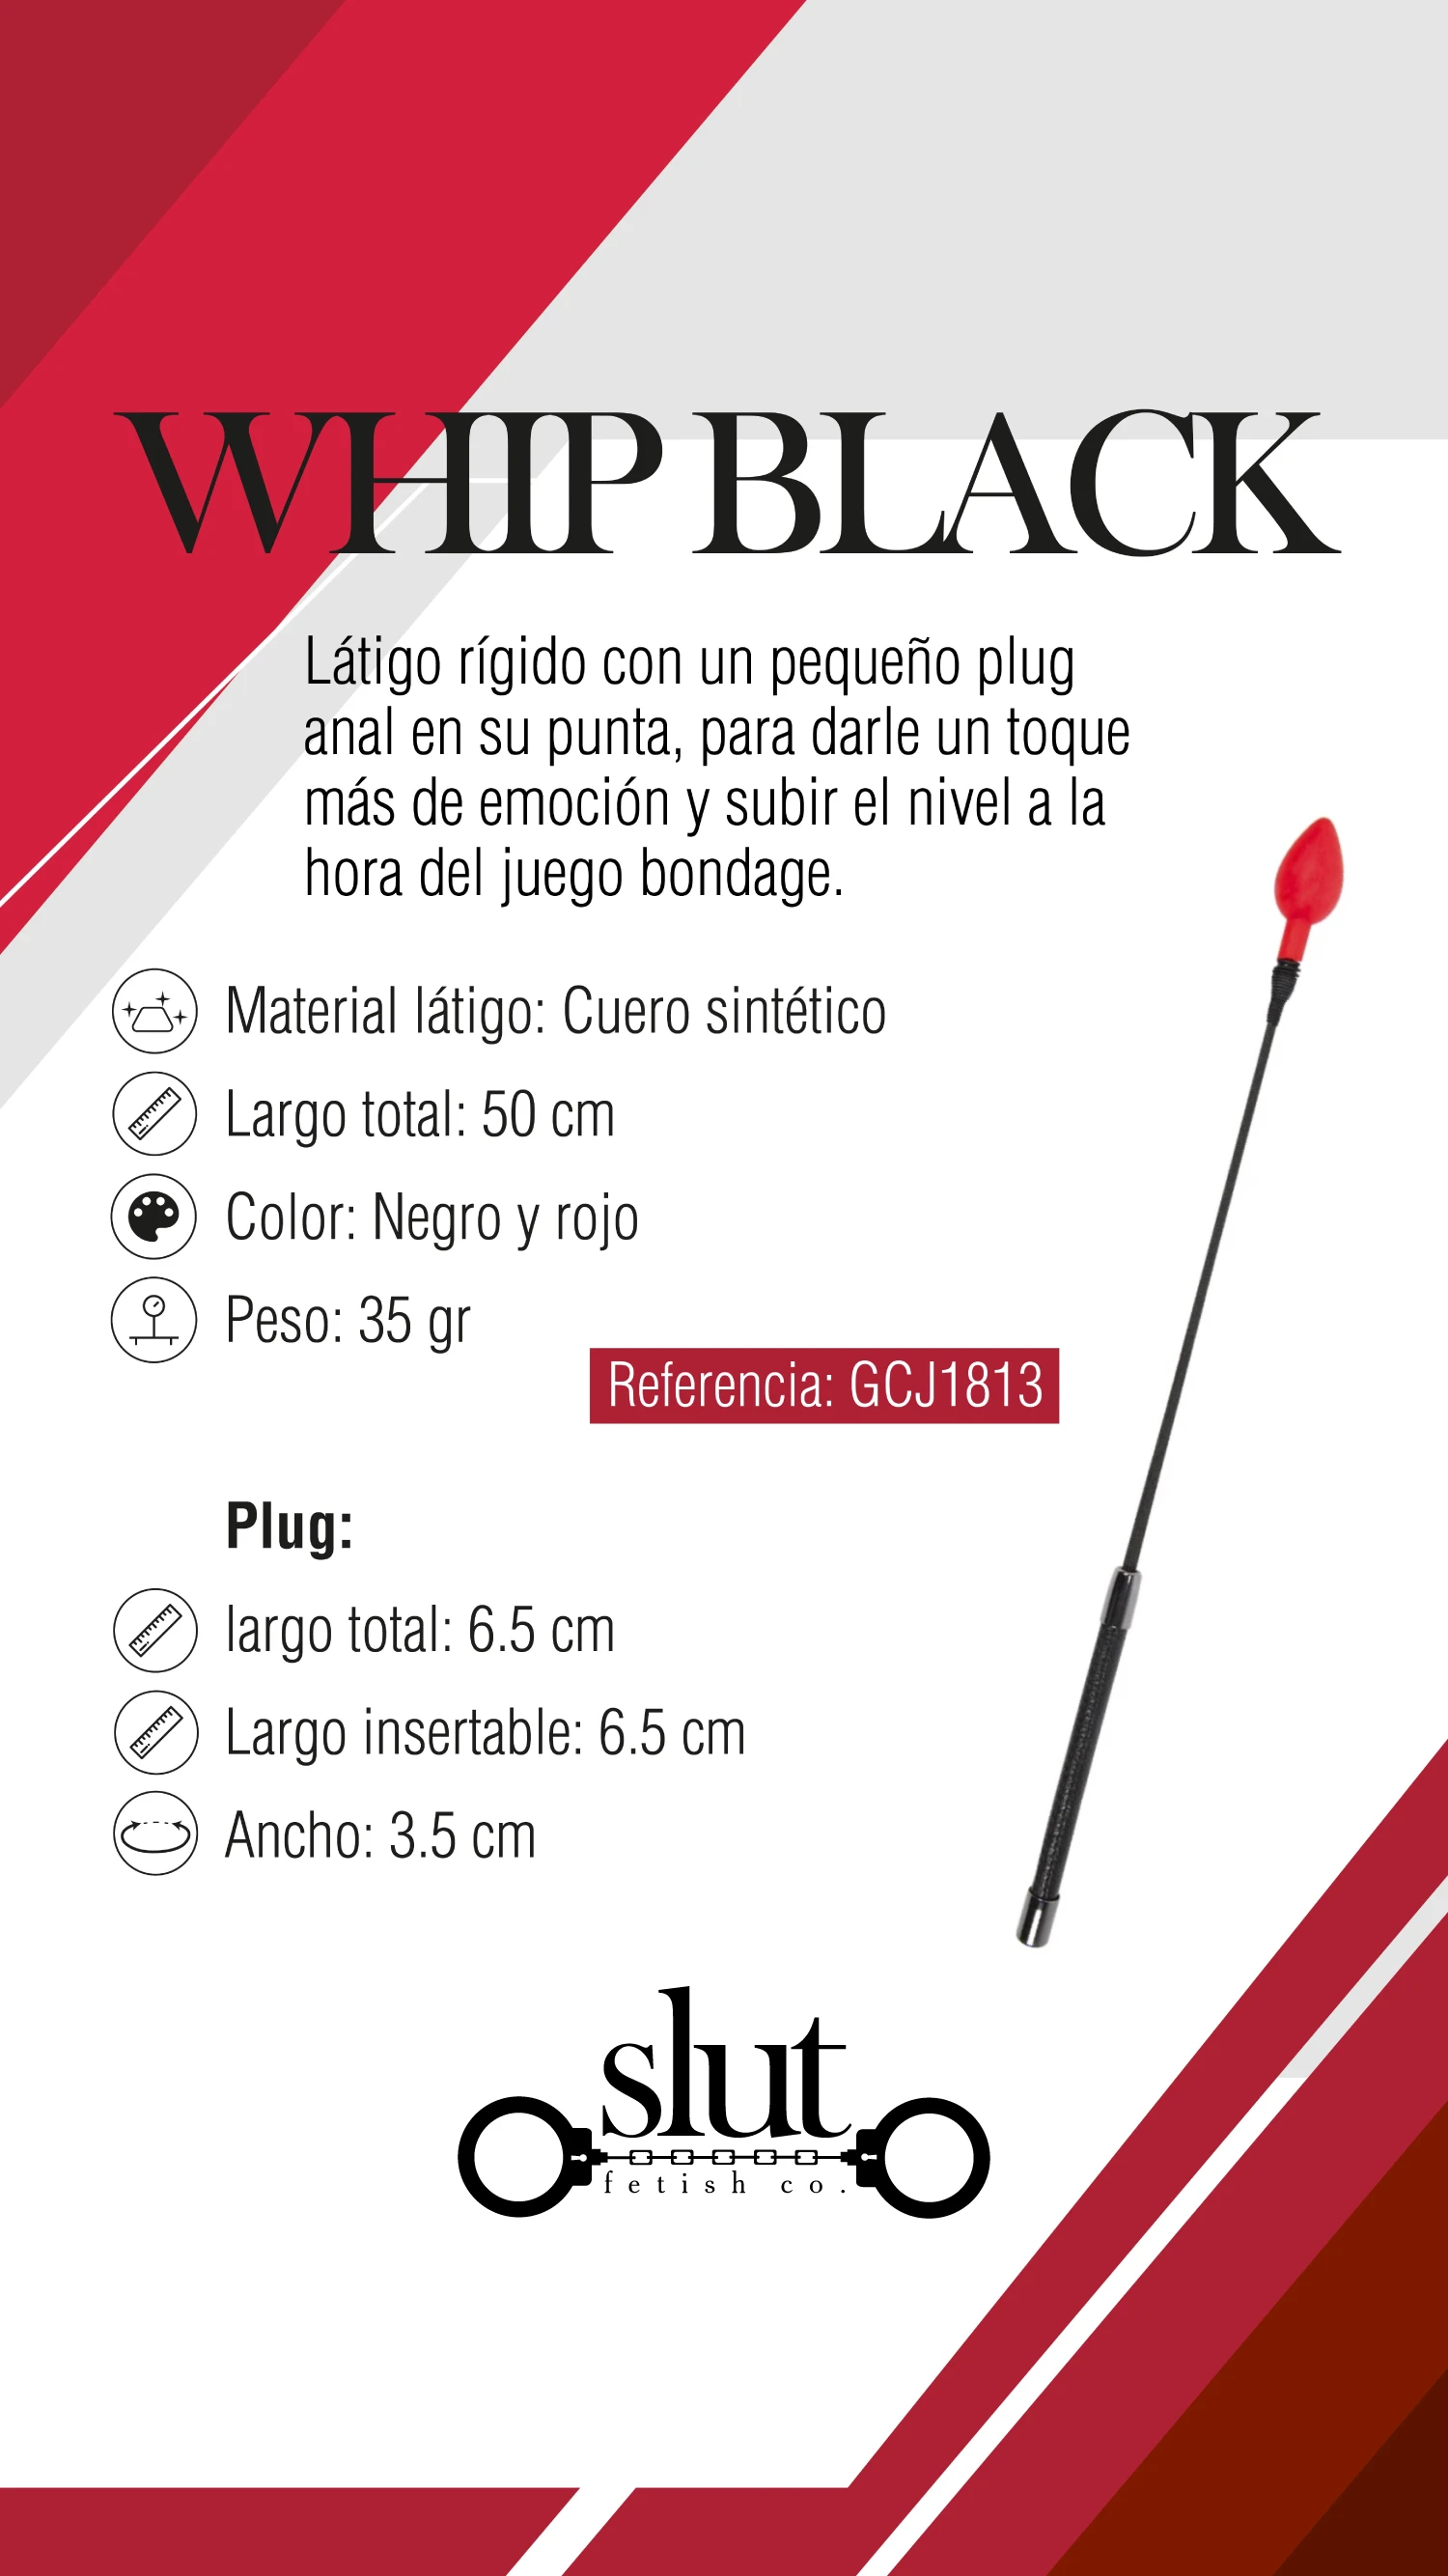 WHIP BLACK
Látigo rígido con un pequeño plug
anal en su punta, para darle un toque
más de emoción y subir el nivel a la
hora del juego bondage.
Material látigo: Cuero sintético
Largo total: 50 cm
Color: Negro y rojo
Peso: 35 gr
Referencia: GCJ1813
Plug:
largo total: 6.5 cm
Largo insertable: 6.5 cm
Ancho: 3.5 cm
slut
fetish co.